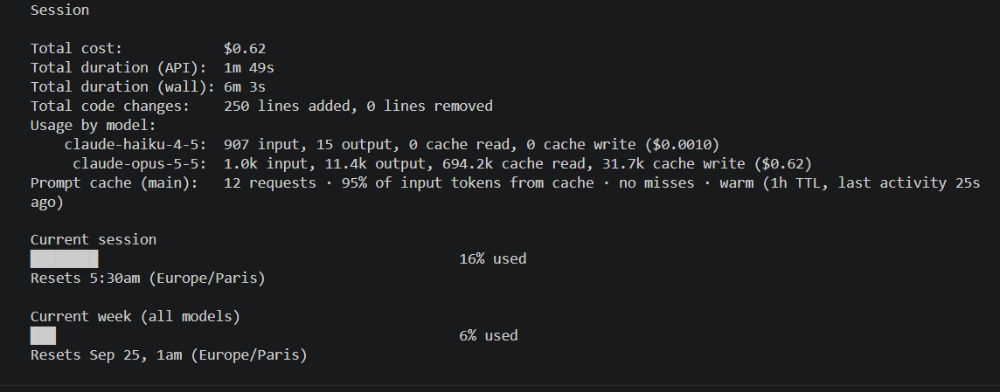 Session
Total cost: $0.62
Total duration (API): 1m 49s
Total duration (wall): 6m 3s
Total code changes: 250 lines added, 0 lines removed
Usage by model:
claude-haiku-4-5: 907 input, 15 output, 0 cache read, 0 cache write ($0.0010)
claude-opus-5-5: 1.0k input, 11.4k output, 694.2k cache read, 31.7k cache write ($0.62)
Prompt cache (main): 12 requests · 95% of input tokens from cache · no misses · warm (1h TTL, last activity 25s
ago)
Current session
16% used
Resets 5:30am (Europe/Paris)
Current week (all models)
6% used
Resets Sep 25, 1am (Europe/Paris)